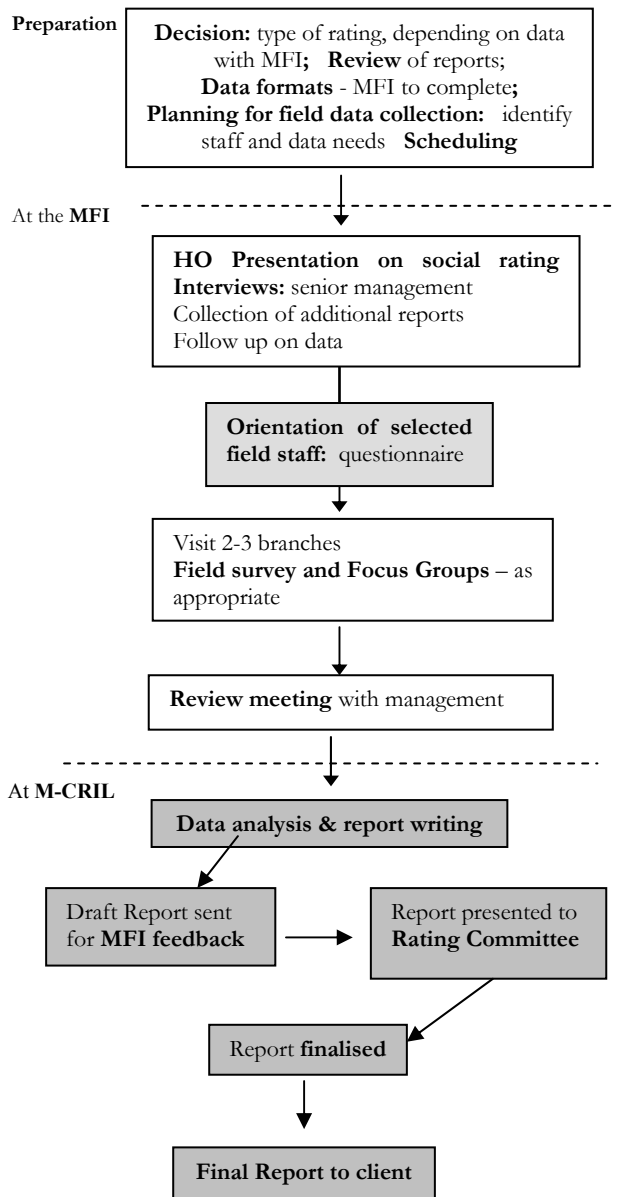 Preparation
Decision: type of rating, depending on data
with MFI; Review of reports;
Data formats - MFI to complete;
Planning for field data collection: identify
staff and data needs Scheduling
At the MFI
HO Presentation on social rating
Interviews: senior management
Collection of additional reports
Follow up on data
Orientation of selected
field staff: questionnaire
Visit 2-3 branches
Field survey and Focus Groups – as
appropriate
Review meeting with management
At M-CRIL
Data analysis & report writing
Draft Report sent
for MFI feedback
Report presented to
Rating Committee
Report finalised
Final Report to client